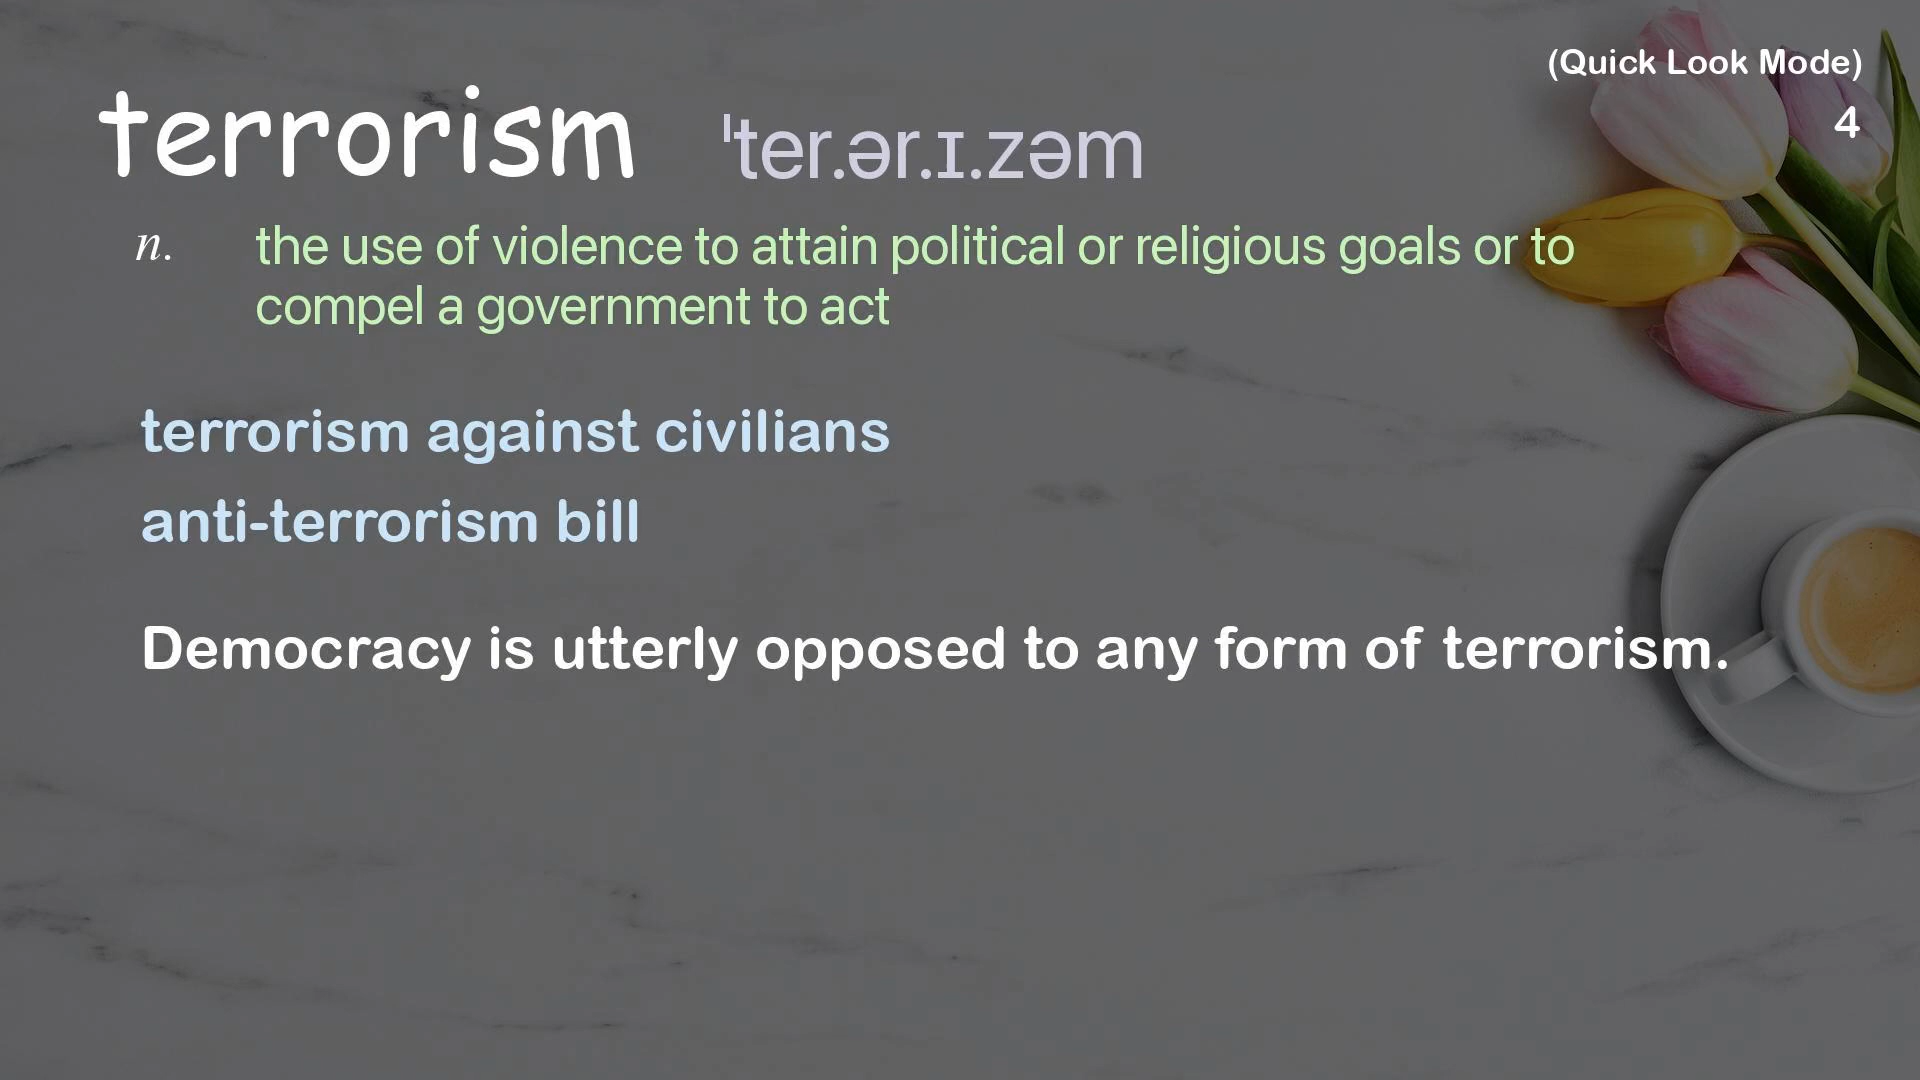 (Quick Look Mode)
4
terrorism ˈter.ər.ɪ.zəm
n. the use of violence to attain political or religious goals or to
compel a government to act
terrorism against civilians
anti-terrorism bill
Democracy is utterly opposed to any form of terrorism.